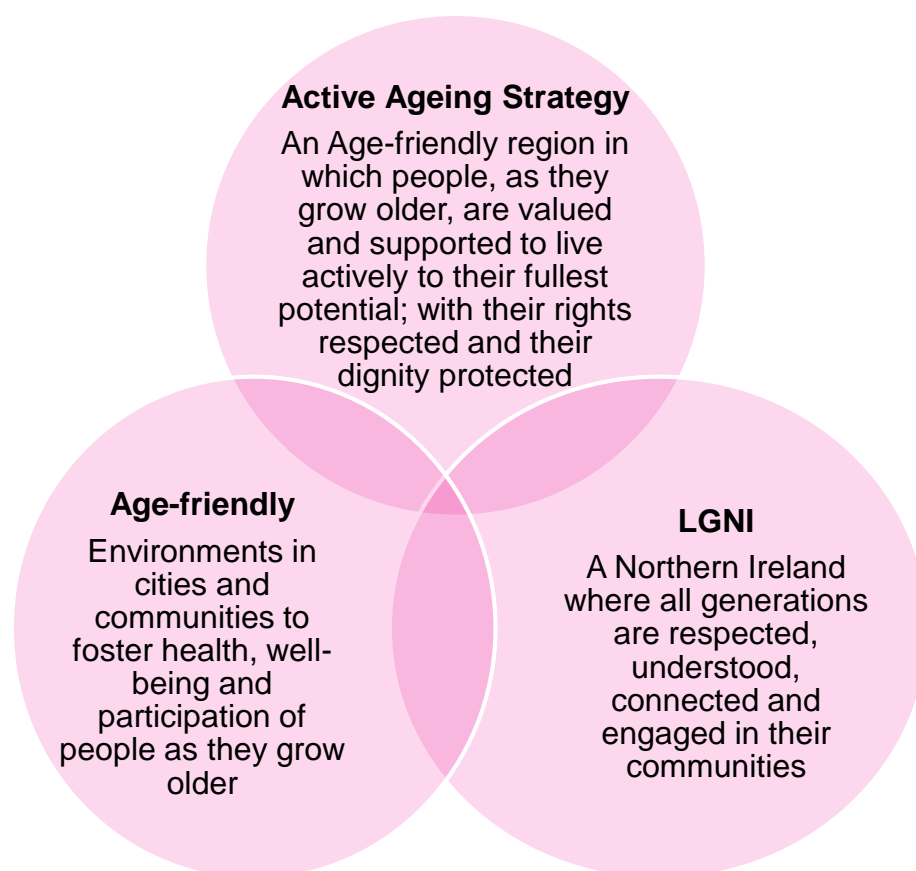 Active Ageing Strategy
An Age-friendly region in
which people, as they
grow older, are valued
and supported to live
actively to their fullest
potential; with their rights
respected and their
dignity protected
Age-friendly
Environments in
cities and
communities to
foster health, well-
being and
participation of
people as they grow
older
LGNI
A Northern Ireland
where all generations
are respected,
understood,
connected and
engaged in their
communities